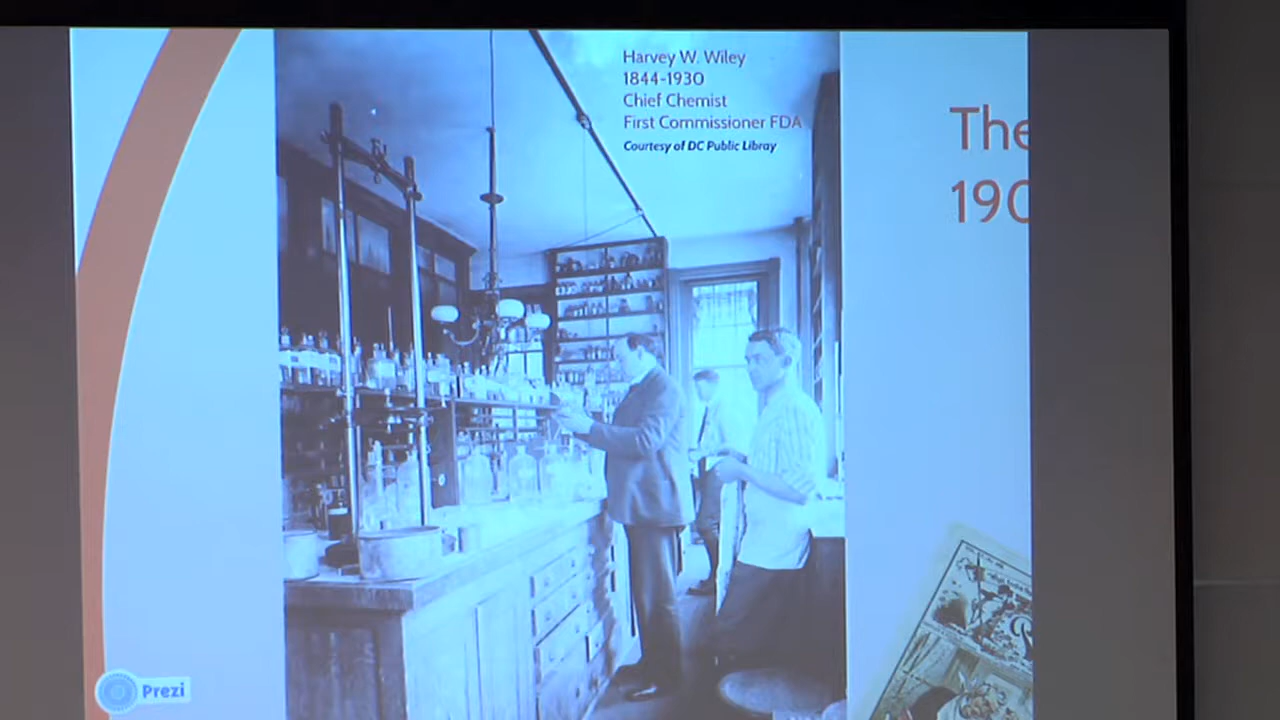 Harvey W. Wiley
1844-1930
Chief Chemist
First Commissioner FDA
Courtesy of DC Public Libray
The
190
Prezi